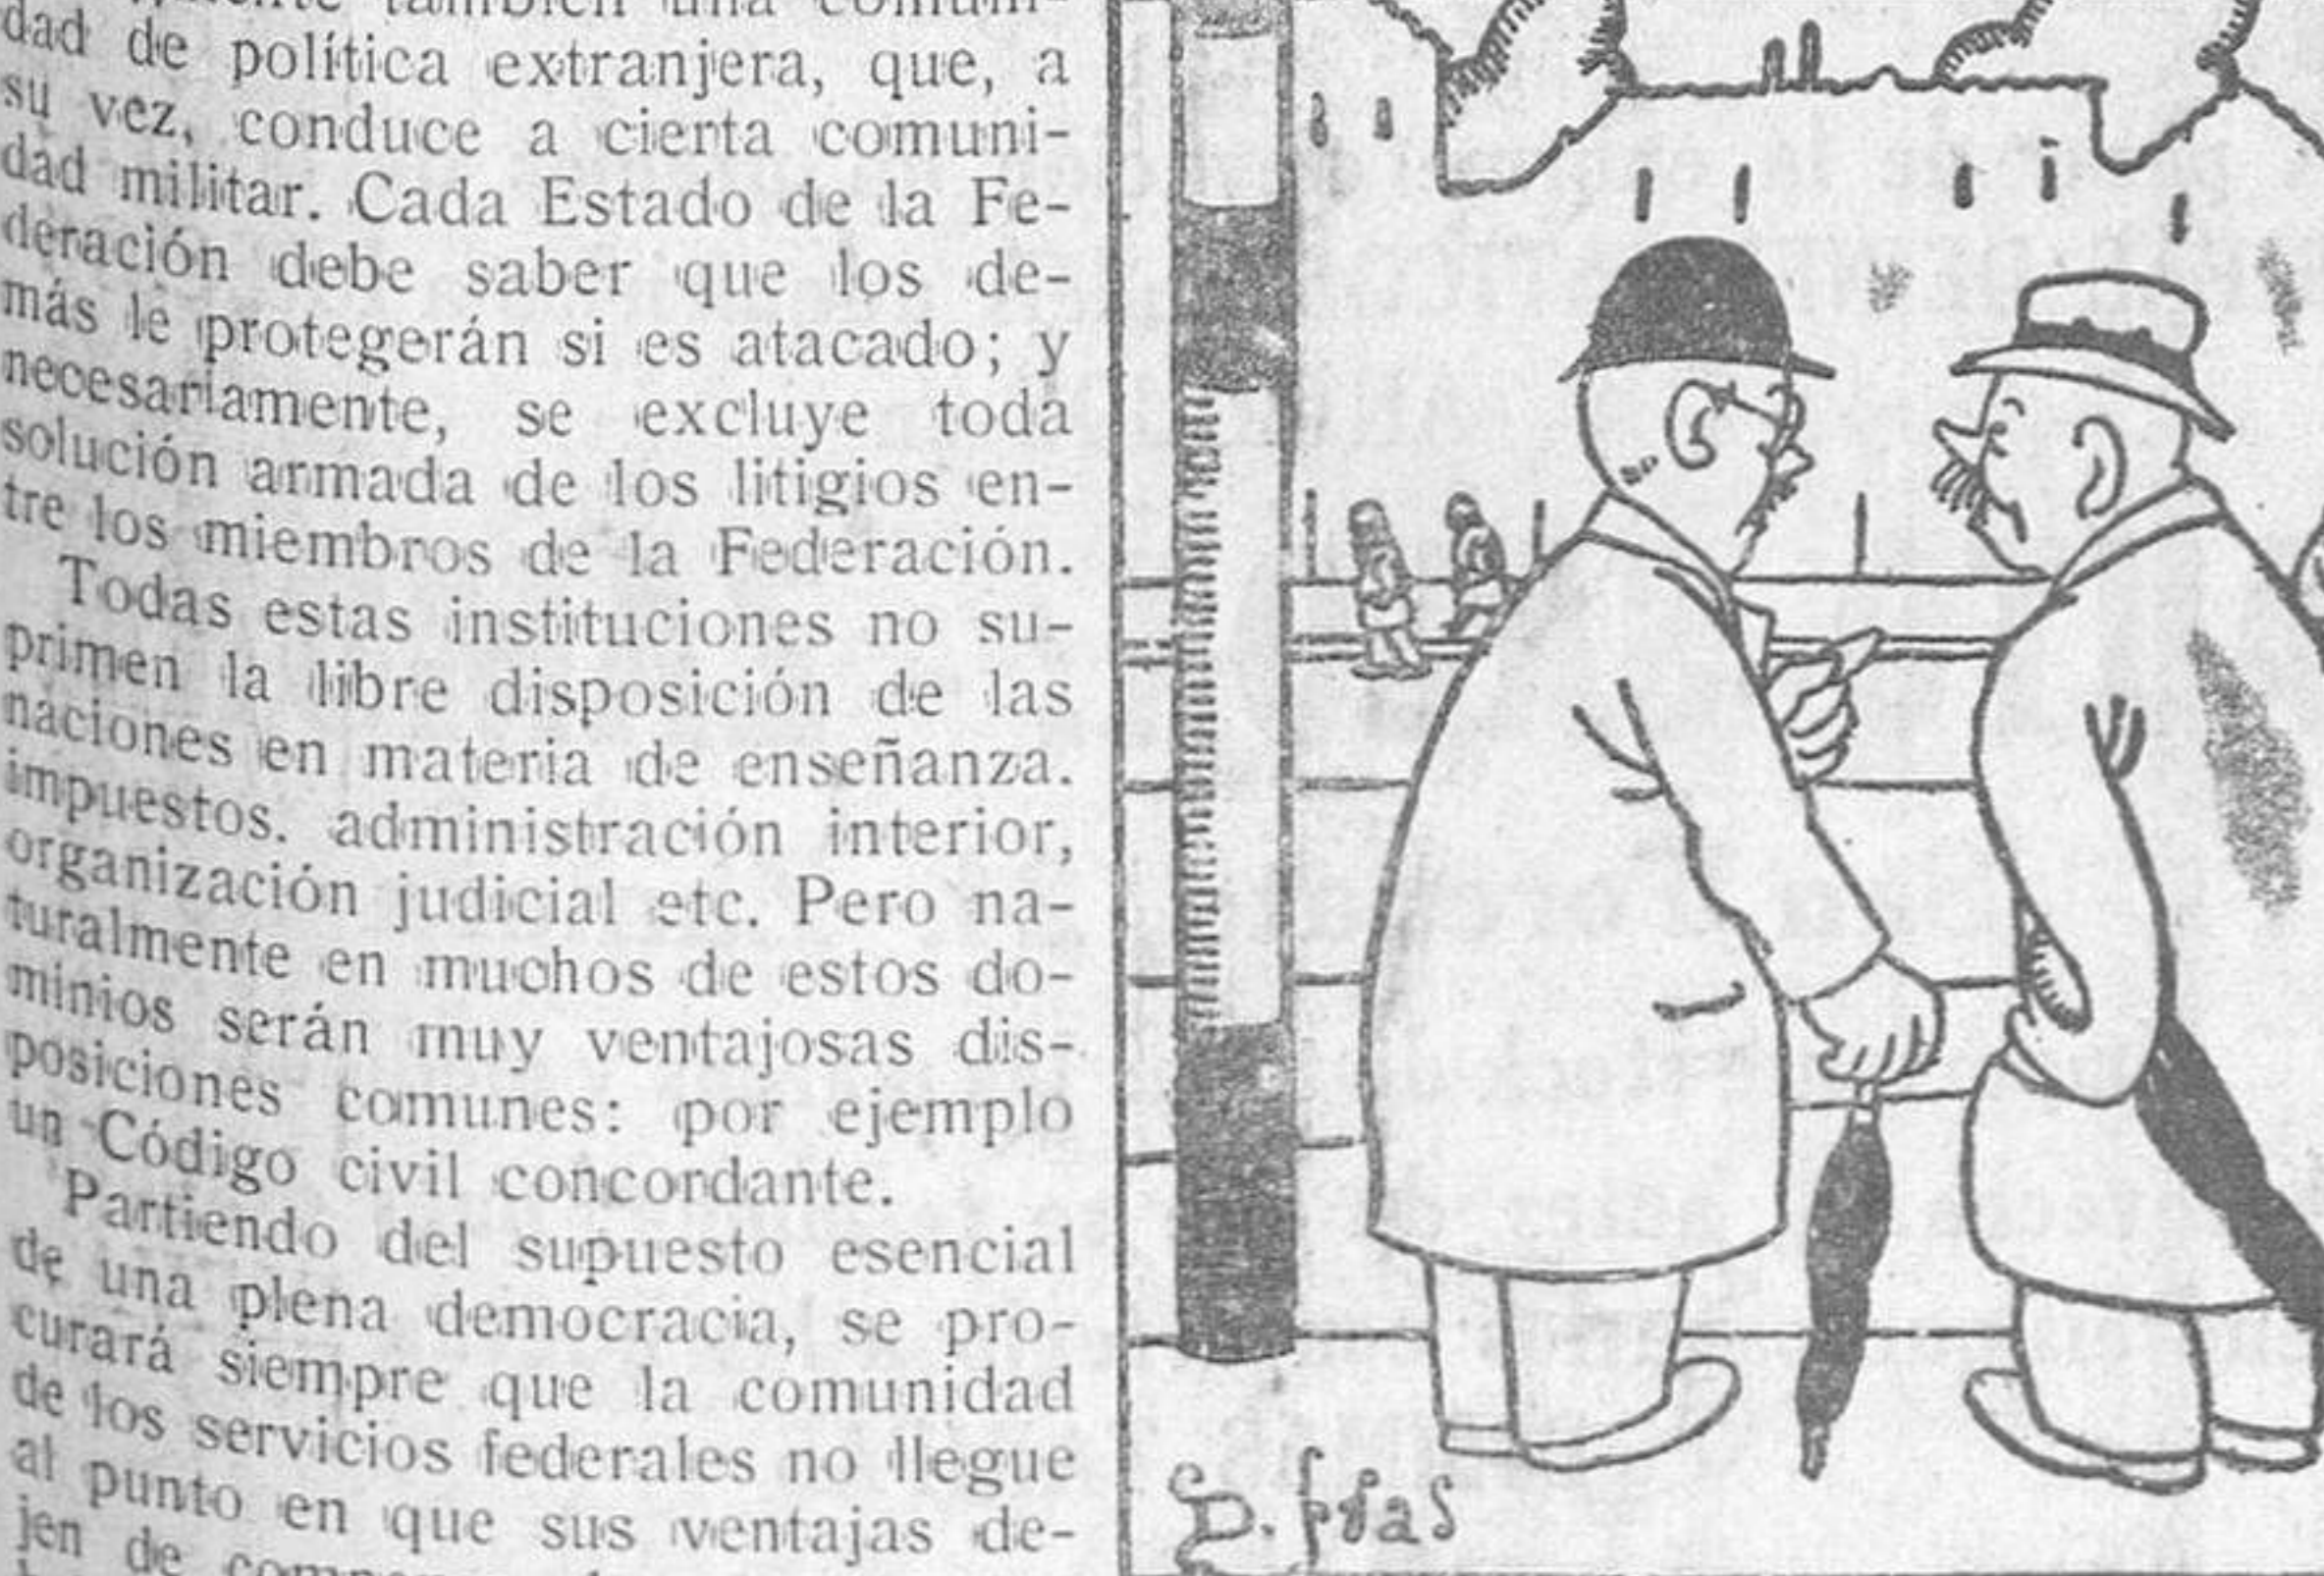 también una comuni-
dad de política extranjera, que, a
su vez, conduce a cierta comuni-
dad militar. Cada Estado de la Fe-
deración debe saber que los de-
más le protegerán si es atacado; y
necesariamente, se excluye toda
solución armada de los litigios en-
tre los miembros de la Federación.
Todas estas instituciones no su-
primen la libre disposición de las
naciones en materia de enseñanza.
impuestos. administración interior,
organización judicial etc. Pero na-
turalmente en muchos de estos do-
minios serán muy ventajosas dis-
posiciones comunes: por ejemplo
un Código civil concordante.
Partiendo del supuesto esencial
de una plena democracia, se pro-
curará siempre que la comunidad
de los servicios federales no llegue
al punto en que sus ventajas de-
jen de
D.